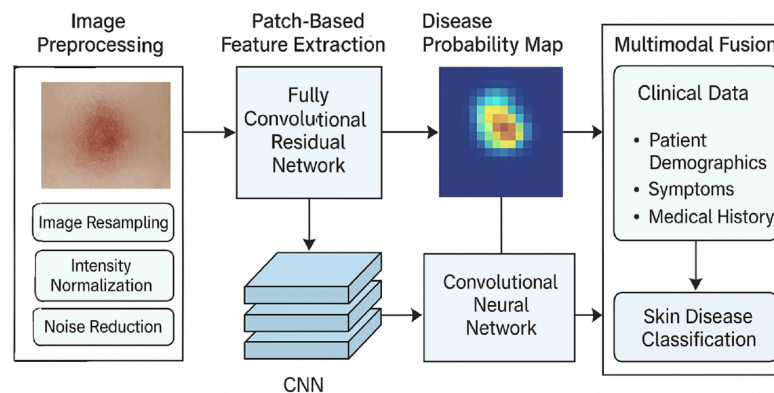 Image
Preprocessing
Image Resampling
Intensity
Normalization
Noise Reduction
Patch-Based
Feature Extraction
Fully
Convolutional
Residual
Network
CNN
Disease
Probability Map
Convolutional
Neural
Network
Multimodal Fusion
Clinical Data
• Patient
Demographics
• Symptoms
• Medical History
Skin Disease
Classification